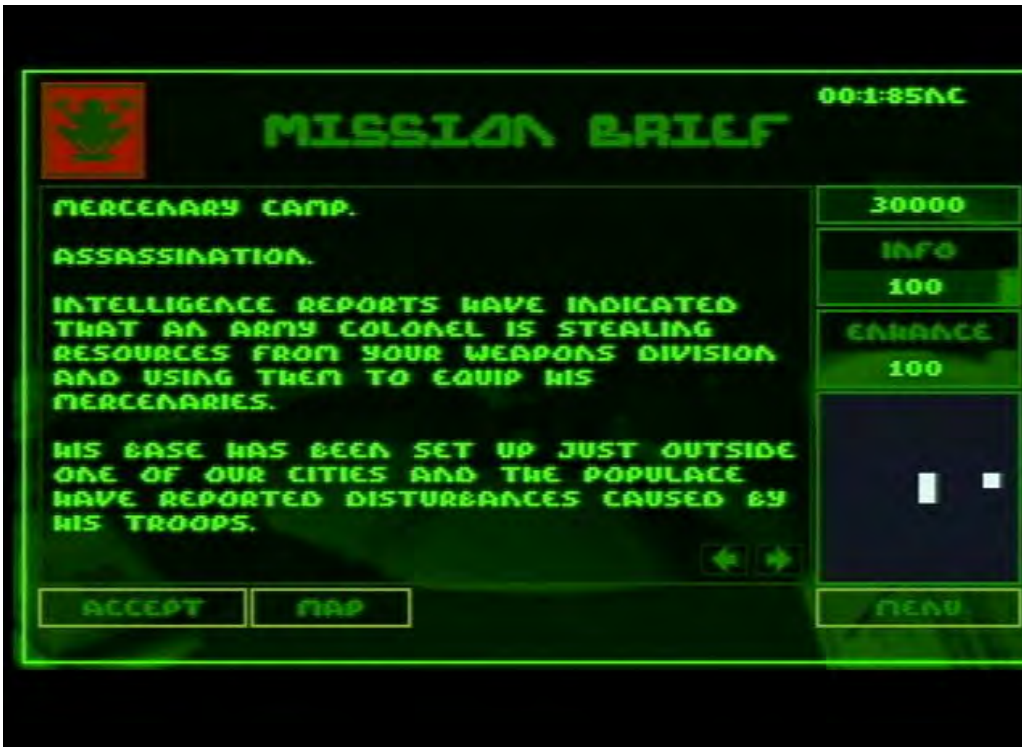 00:1:85NC
MISSION BRIEF
MERCENARY CAMP.
30000
ASSASSINATION.
INFO
100
INTELLIGENCE REPORTS HAVE INDICATED
THAT AN ARMY COLONEL IS STEALING
RESOURCES FROM YOUR WEAPONS DIVISION
AND USING THEM TO EQUIP HIS
MERCENARIES.
ENHANCE
100
HIS BASE HAS BEEN SET UP JUST OUTSIDE
ONE OF OUR CITIES AND THE POPULACE
HAVE REPORTED DISTURBANCES CAUSED BY
HIS TROOPS.
ACCEPT
MAP
MENU